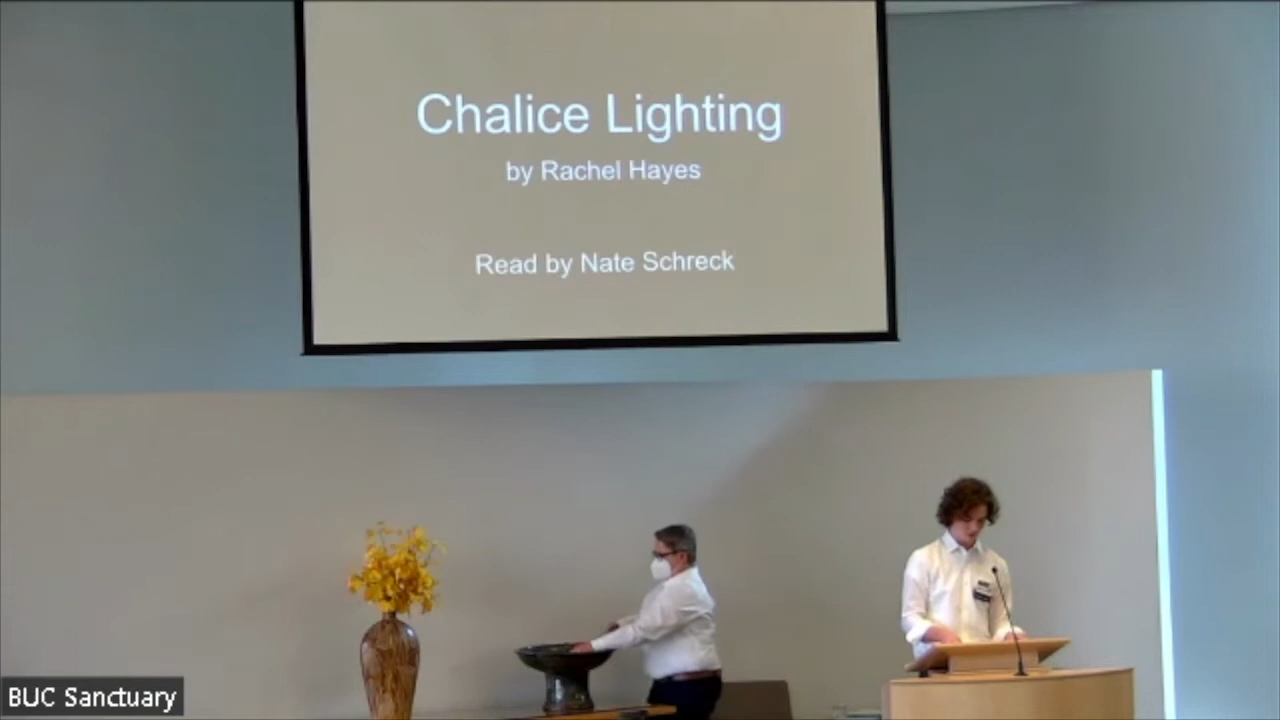 Chalice Lighting
by Rachel Hayes
Read by Nate Schreck
BUC Sanctuary